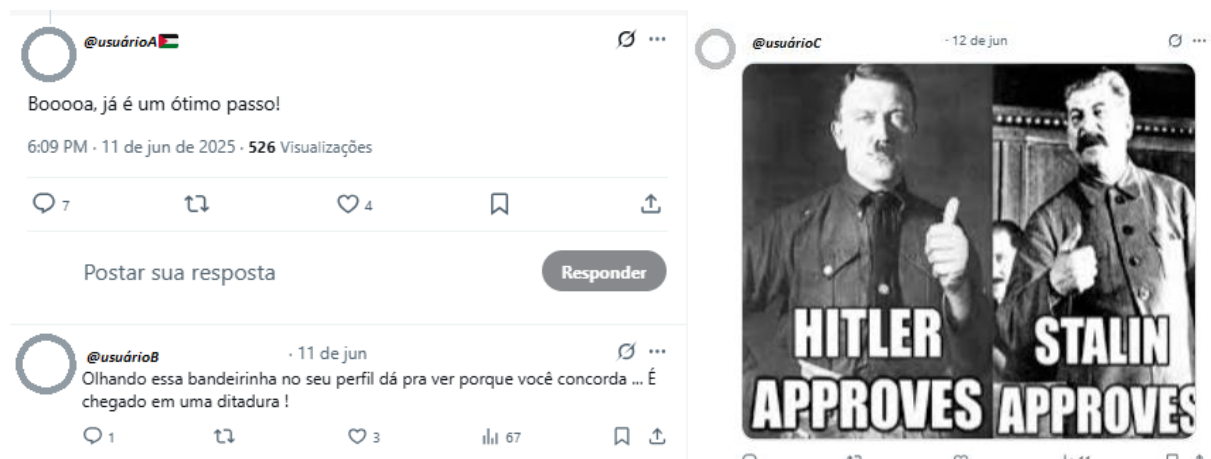 @usuárioA
Booooa, já é um ótimo passo!
6:09 PM · 11 de jun de 2025 · 526 Visualizações
7
4
Postar sua resposta
Responder
@usuárioB · 11 de jun
Olhando essa bandeirinha no seu perfil dá pra ver porque você concorda ... É
chegado em uma ditadura !
1
3
67
@usuárioC · 12 de jun
HITLER
APPROVES
STALIN
APPROVES